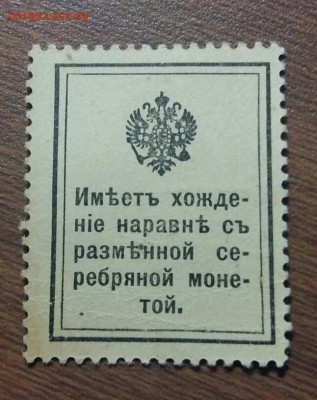 Имѣетъ хожде-
ніе наравнѣ съ
размѣнной се-
ребряной моне-
той.